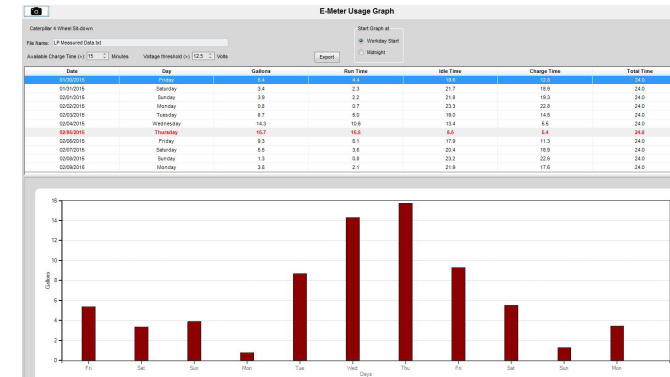 E-Meter Usage Graph
Caterpillar 4 Wheel Sit-down
Start Graph at
File Name: LP Measured Data.txt
Workday Start
Midnight
Available Charge Time (>): 15 Minutes Voltage threshold (>): 12.5 Volts
Export
Date Day Gallons Run Time Idle Time Charge Time Total Time
01/30/2015 Friday 5.4 4.4 19.6 12.8 24.0
01/31/2015 Saturday 3.4 2.3 21.7 18.9 24.0
02/01/2015 Sunday 3.9 2.2 21.8 19.3 24.0
02/02/2015 Monday 0.8 0.7 23.3 22.8 24.0
02/03/2015 Tuesday 8.7 5.0 19.0 14.5 24.0
02/04/2015 Wednesday 14.3 10.6 13.4 5.5 24.0
02/05/2015 Thursday 15.7 15.5 8.5 5.4 24.0
02/06/2015 Friday 9.3 6.1 17.9 11.3 24.0
02/07/2015 Saturday 5.5 3.6 20.4 18.9 24.0
02/08/2015 Sunday 1.3 0.8 23.2 22.6 24.0
02/09/2015 Monday 3.6 2.1 21.9 17.6 24.0
16
14
12
10
8
6
4
2
0
Gallons
Fri Sat Sun Mon Tue Wed Thu Fri Sat Sun Mon
Days